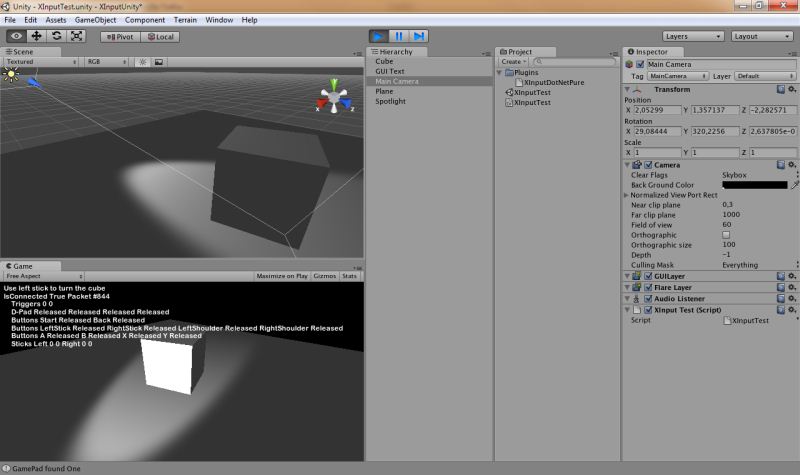 Unity - XInputTest.unity - XInputUnity*
File Edit Assets GameObject Component Terrain Window Help
Pivot Local Layers Layout
Scene
Textured RGB
y
x z
Game
Free Aspect Maximize on Play Gizmos Stats
Use left stick to turn the cube
IsConnected True Packet #844
Triggers 0 0
D-Pad Released Released Released Released
Buttons Start Released Back Released
Buttons LeftStick Released RightStick Released LeftShoulder Released RightShoulder Released
Buttons A Released B Released X Released Y Released
Sticks Left 0 0 Right 0 0
Hierarchy
Cube
GUI Text
Main Camera
Plane
Spotlight
Project
Create
Plugins
XInputDotNetPure
XInputTest
XInputTest
Inspector
Main Camera
Tag MainCamera Layer Default
Transform
Position
X 2,05299 Y 1,357137 Z -2,282571
Rotation
X 29,08444 Y 320,2256 Z 2,637805e-0
Scale
X 1 Y 1 Z 1
Camera
Clear Flags Skybox
Back Ground Color
Normalized View Port Rect
Near clip plane 0,3
Far clip plane 1000
Field of view 60
Orthographic
Orthographic size 100
Depth -1
Culling Mask Everything
GUILayer
Flare Layer
Audio Listener
XInput Test (Script)
Script XInputTest
GamePad found One